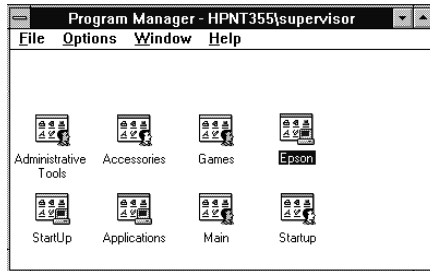 Program Manager - HPNT355\supervisor
File Options Window Help
Administrative Tools Accessories Games Epson
StartUp Applications Main Startup